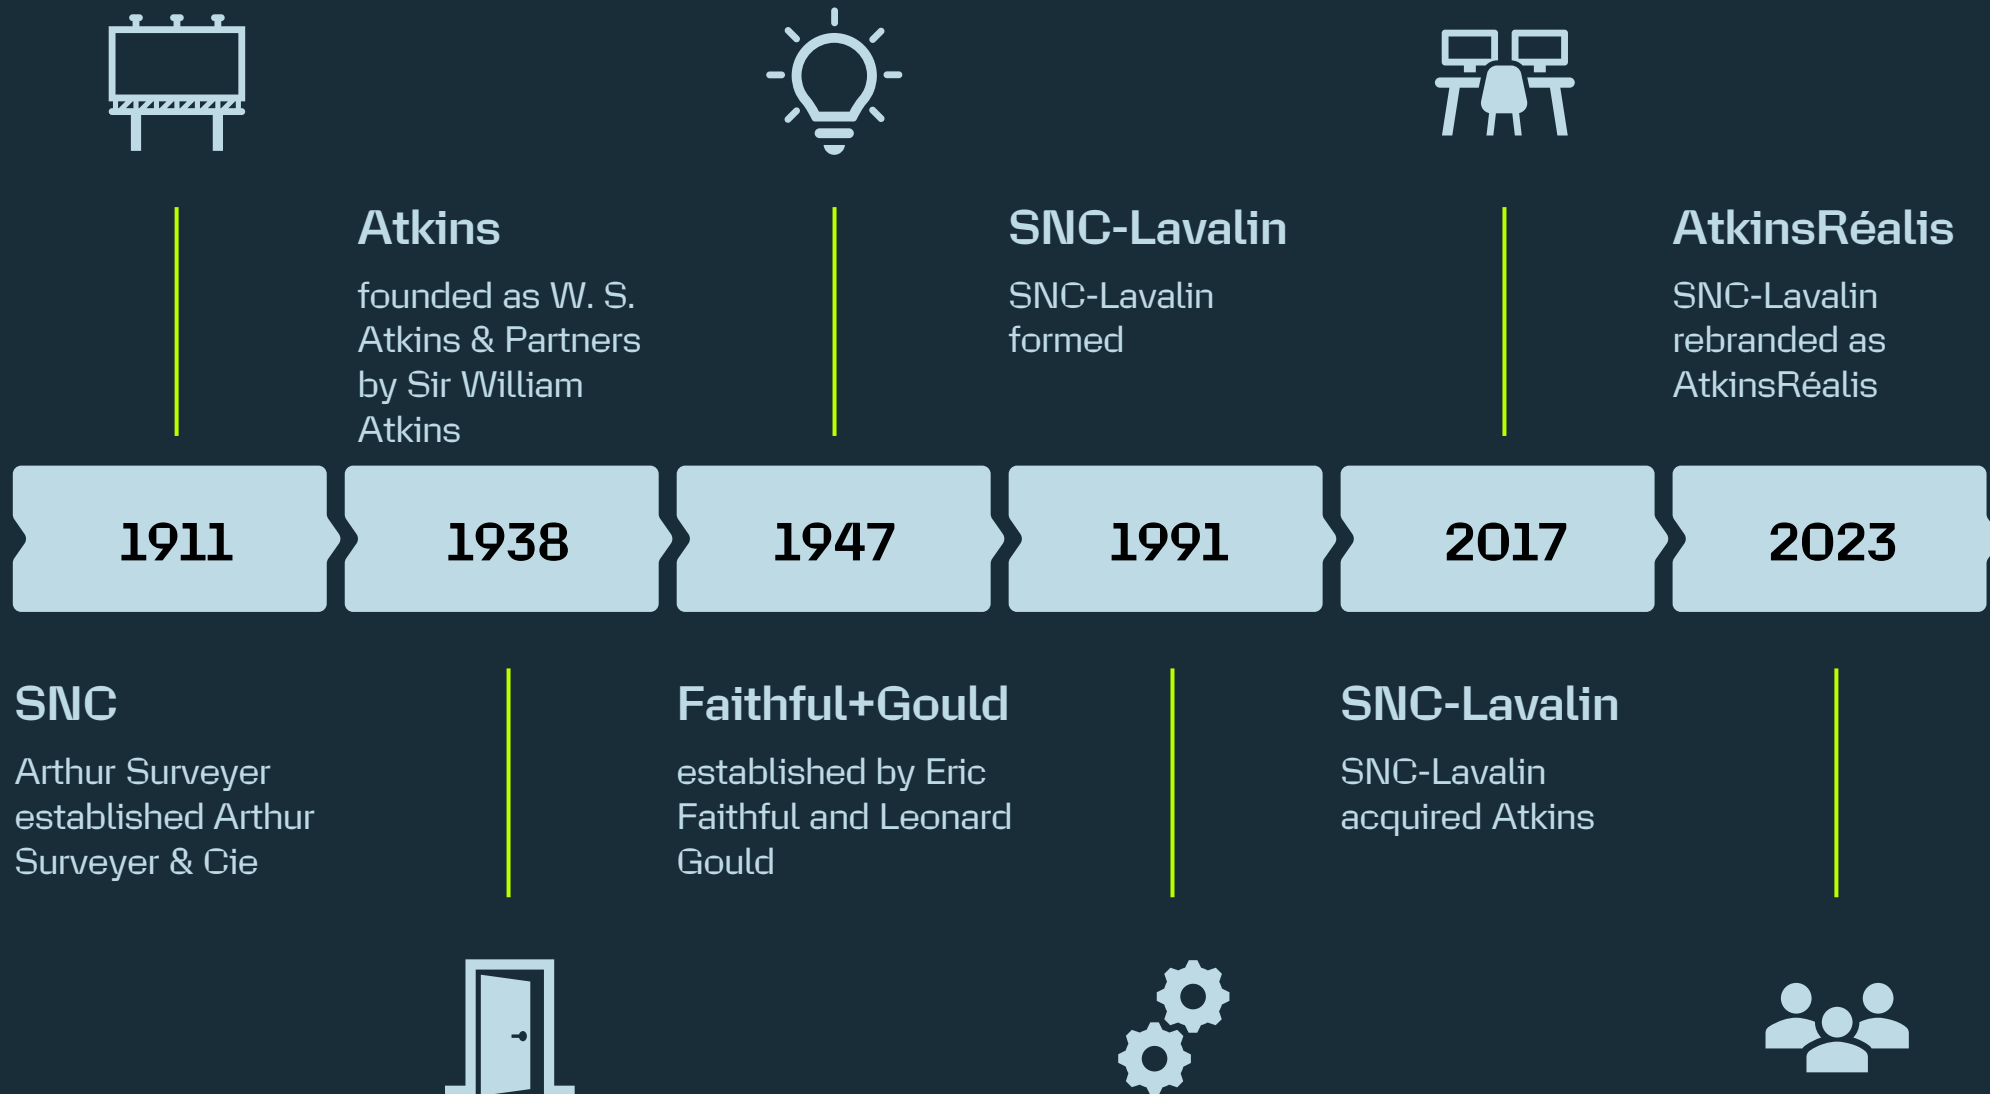 Atkins
founded as W. S.
Atkins & Partners
by Sir William
Atkins
SNC-Lavalin
SNC-Lavalin
formed
AtkinsRéalis
SNC-Lavalin
rebranded as
AtkinsRéalis
1911
1938
1947
1991
2017
2023
SNC
Arthur Surveyer
established Arthur
Surveyer & Cie
Faithful+Gould
established by Eric
Faithful and Leonard
Gould
SNC-Lavalin
SNC-Lavalin
acquired Atkins